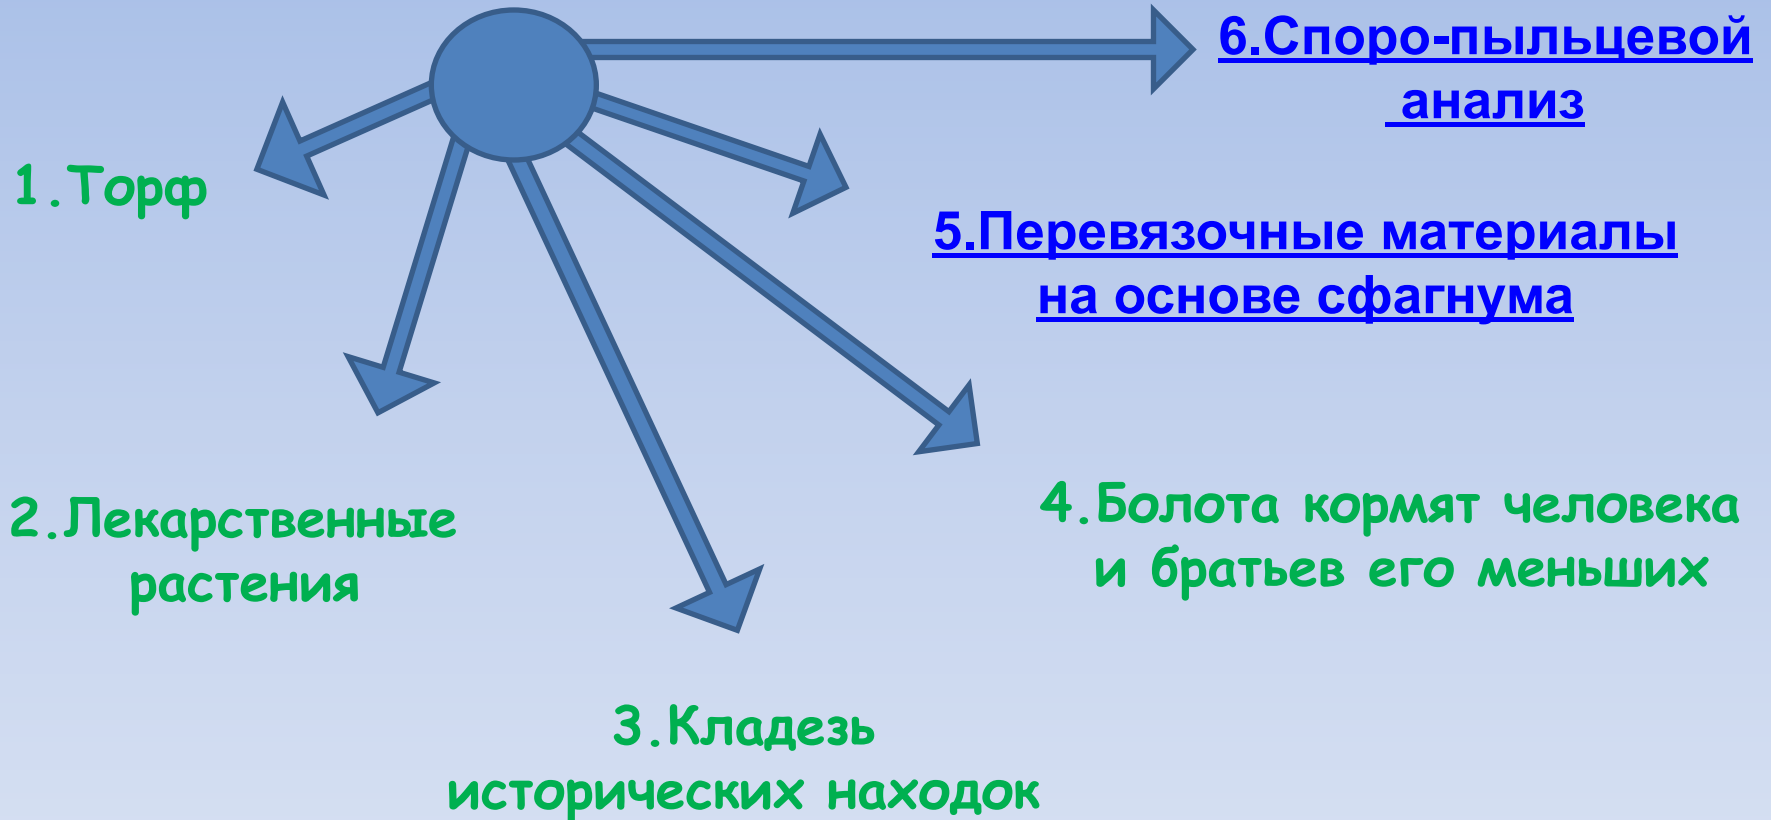 1.Торф
2.Лекарственные
растения
3.Кладезь
исторических находок
4.Болота кормят человека
и братьев его меньших
5.Перевязочные материалы
на основе сфагнума
6.Споро-пыльцевой
анализ